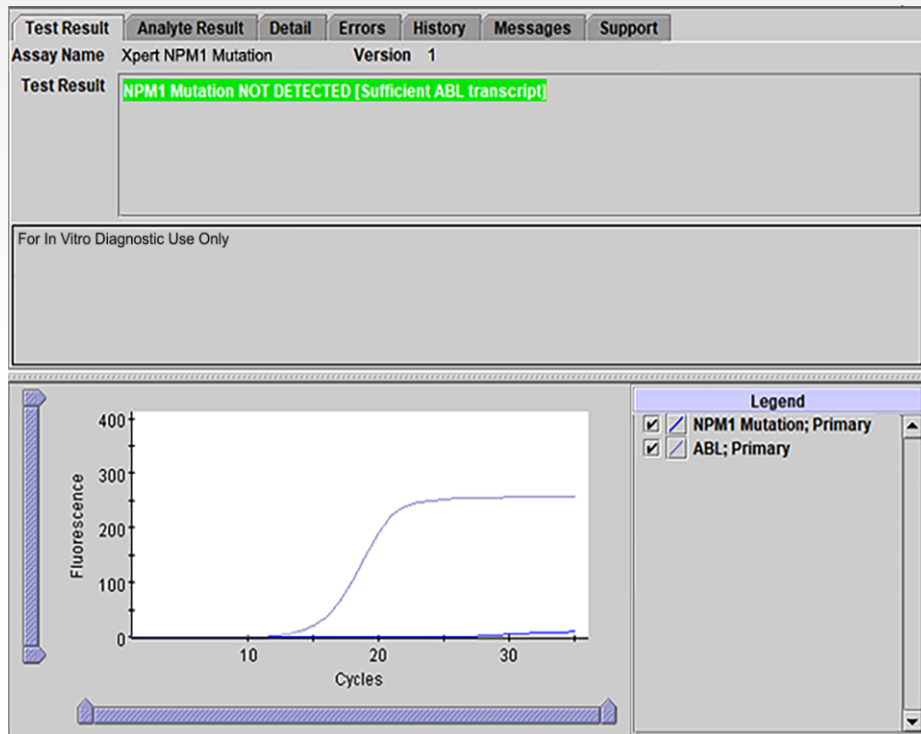 Test Result Analyte Result Detail Errors History Messages Support
Assay Name Xpert NPM1 Mutation Version 1
Test Result NPM1 Mutation NOT DETECTED [Sufficient ABL transcript]
For In Vitro Diagnostic Use Only
Legend
NPM1 Mutation; Primary
ABL; Primary
400
300
200
100
0
Fluorescence
10 20 30
Cycles